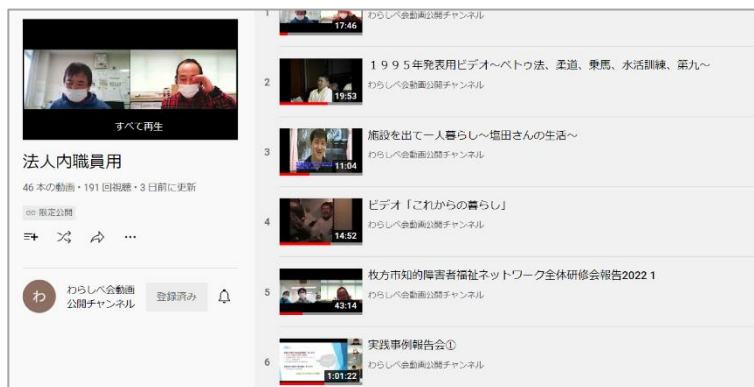 すべて再生
法人内職員用
46 本の動画・191 回視聴・3 日前に更新
限定公開
わ
わらしべ会動画
公開チャンネル
登録済み
1
17:46
わらしべ会動画公開チャンネル
2
19:53
１９９５年発表用ビデオ～ペトゥ法、柔道、乗馬、水活訓練、第九～
わらしべ会動画公開チャンネル
3
11:04
施設を出て一人暮らし～塩田さんの生活～
わらしべ会動画公開チャンネル
4
14:52
ビデオ「これからの暮らし」
わらしべ会動画公開チャンネル
5
43:14
枚方市知的障害者福祉ネットワーク全体研修会報告2022 1
わらしべ会動画公開チャンネル
6
1:01:22
実践事例報告会①
わらしべ会動画公開チャンネル